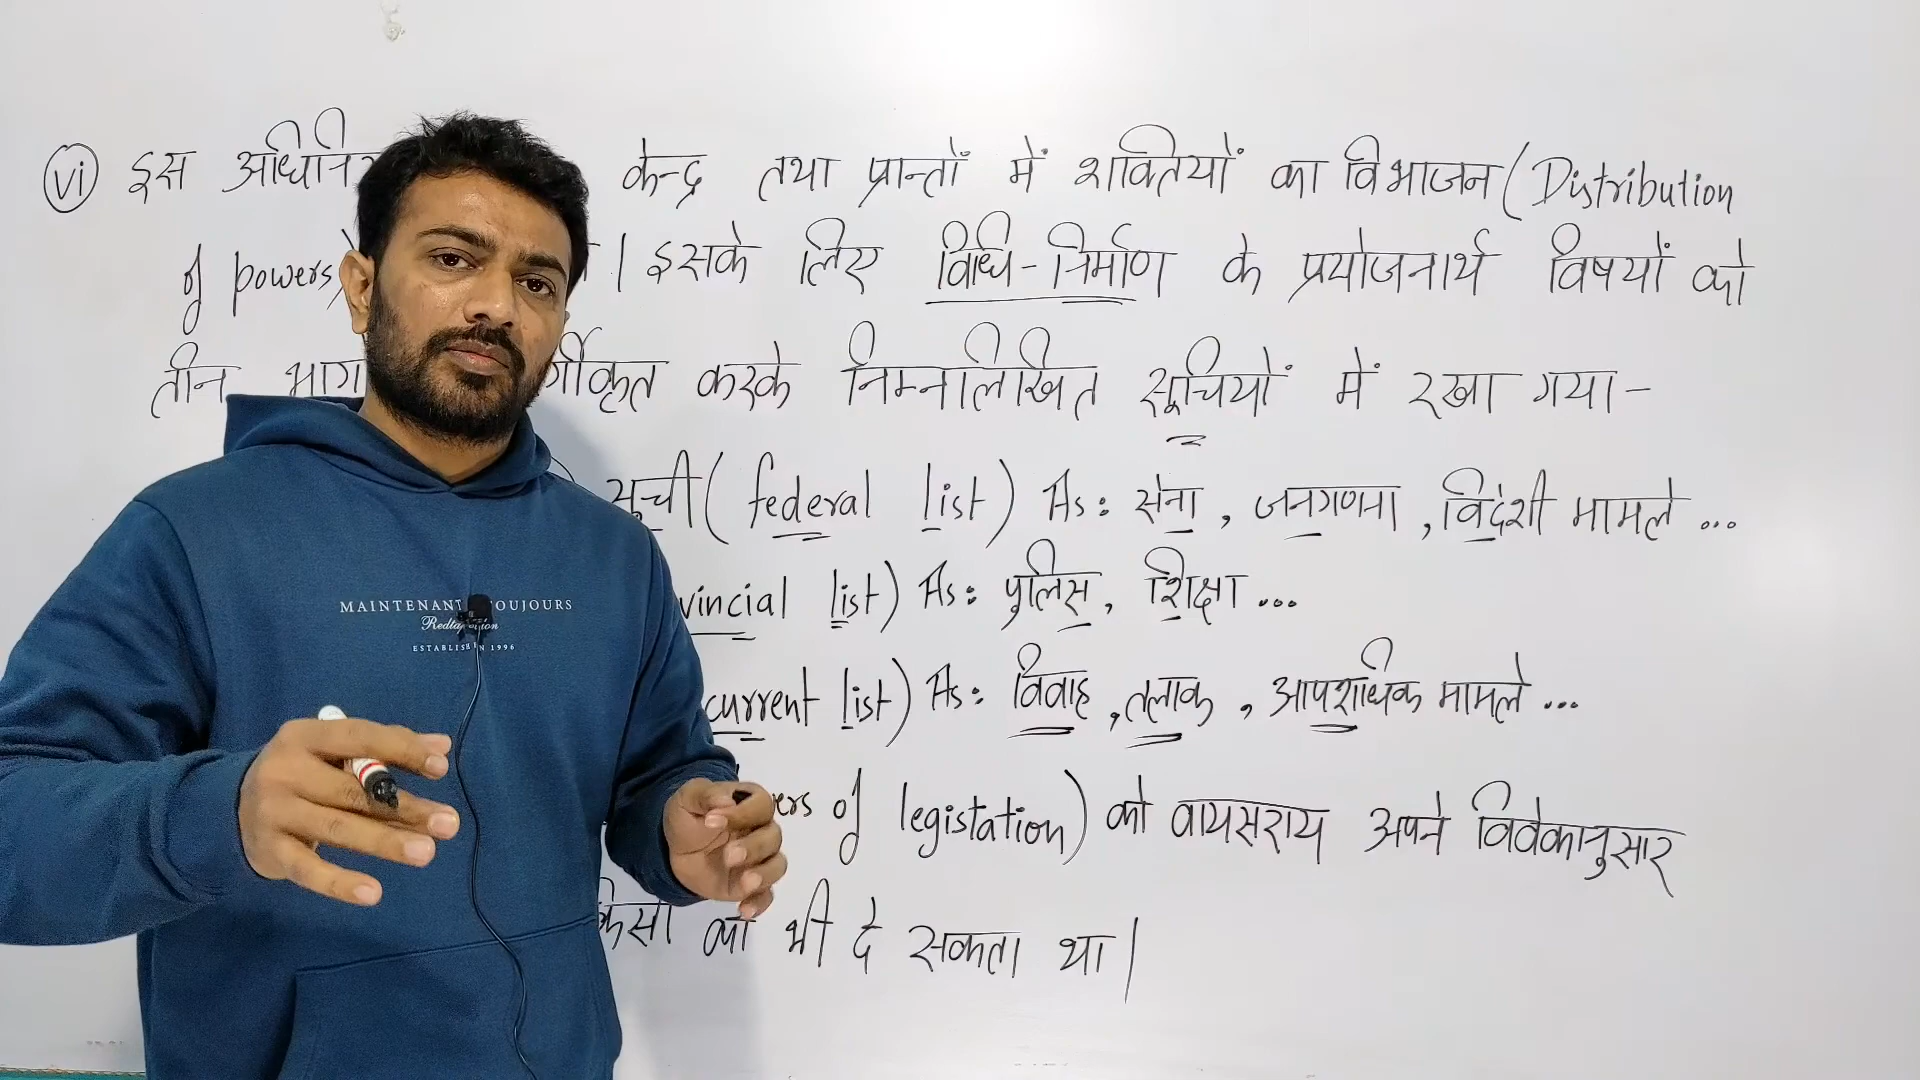 vi इस केन्द्र तथा प्रान्तों में शक्तियों का विभाजन (Distribution
of powers) | इसके लिए विधि-निर्माण के प्रयोजनार्थ विषयों को
तीन भाग र्गीकृत करके निम्नलिखित सूचियों में रखा गया-
सूची (federal list) As: सेना, जनगणना, विदेशी मामले ...
vincial list) As: पुलिस, शिक्षा ...
current list) As: विवाह, तलाक, आपराधिक मामले ...
ers of legistation) को वायसराय अपने विवेकानुसार
किसी को भी दे सकता था |
MAINTENANT TOUJOURS
ESTABLISH IN 1996